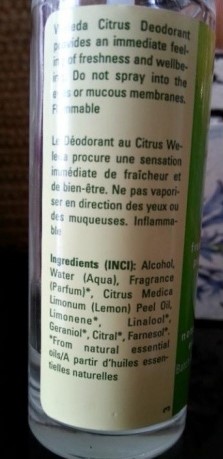 Weleda Citrus Deodorant
provides an immediate feel-
ing of freshness and wellbe-
ing. Do not spray into the
eyes or mucous membranes.
Flammable
Le Déodorant au Citrus We-
leda procure une sensation
immédiate de fraîcheur et
de bien-être. Ne pas vapori-
ser en direction des yeux ou
des muqueuses. Inflamma-
ble
Ingredients (INCI): Alcohol,
Water (Aqua), Fragrance
(Parfum)*, Citrus Medica
Limonum (Lemon) Peel Oil,
Limonene*, Linalool*,
Geraniol*, Citral*, Farnesol*.
*From natural essential
oils/A partir d'huiles essen-
tielles naturelles